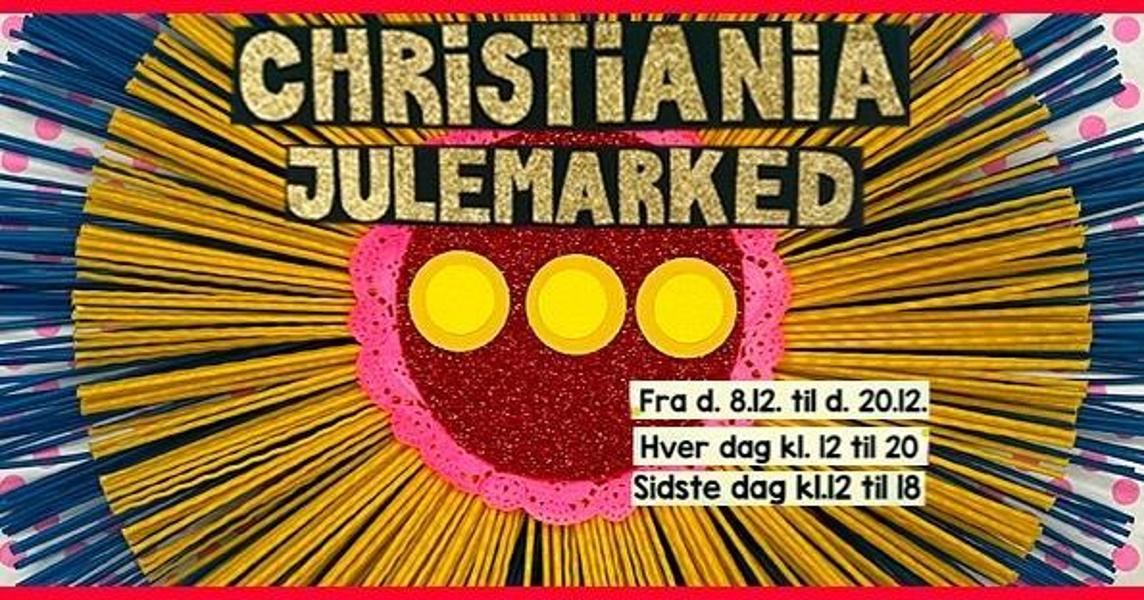 CHRiSTiANiA
JULEMARKED
Fra d. 8.12. til d. 20.12.
Hver dag kl. 12 til 20
Sidste dag kl.12 til 18